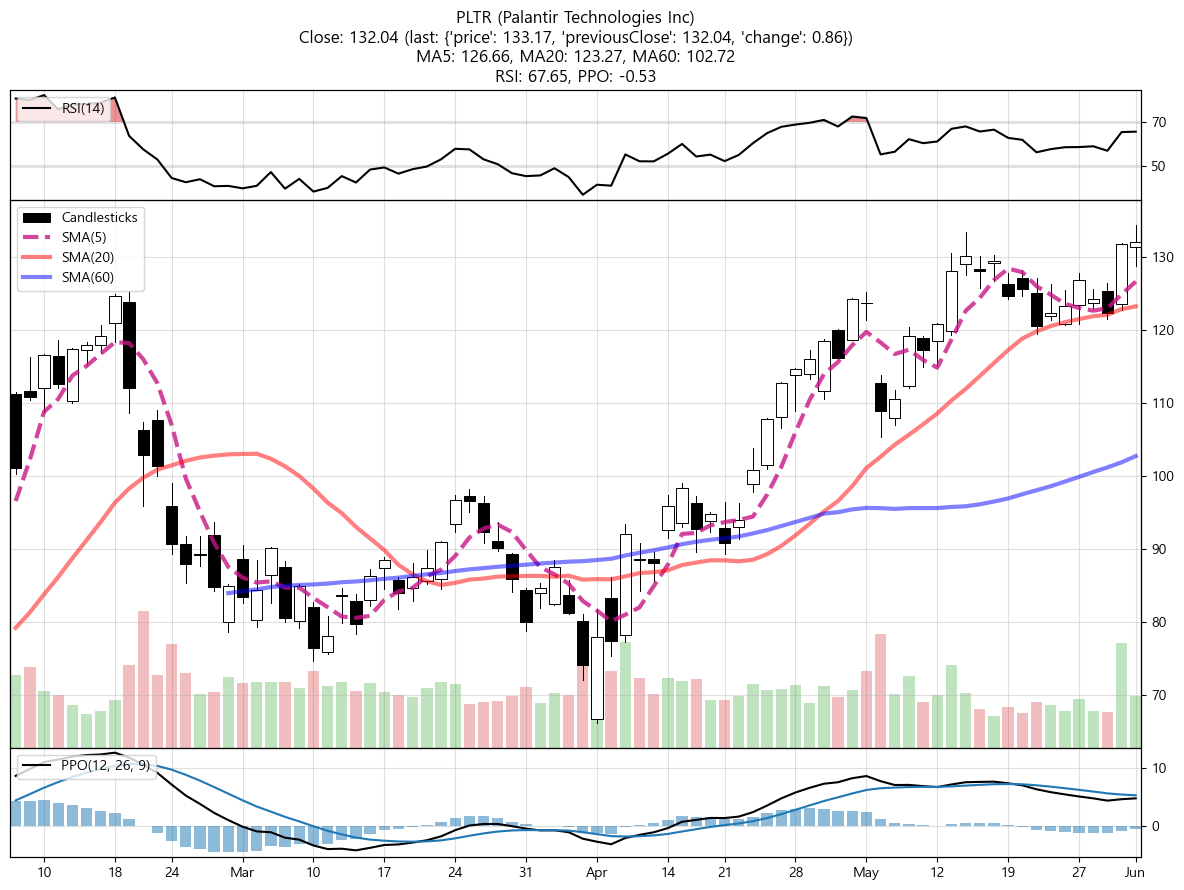 PLTR (Palantir Technologies Inc)
Close: 132.04 (last: {'price': 133.17, 'previousClose': 132.04, 'change': 0.86})
MA5: 126.66, MA20: 123.27, MA60: 102.72
RSI: 67.65, PPO: -0.53
RSI(14)
70
50
Candlesticks
SMA(5)
SMA(20)
SMA(60)
130
120
110
100
90
80
70
PPO(12, 26, 9)
10
0
10 18 24 Mar 10 17 24 31 Apr 14 21 28 May 12 19 27 Jun